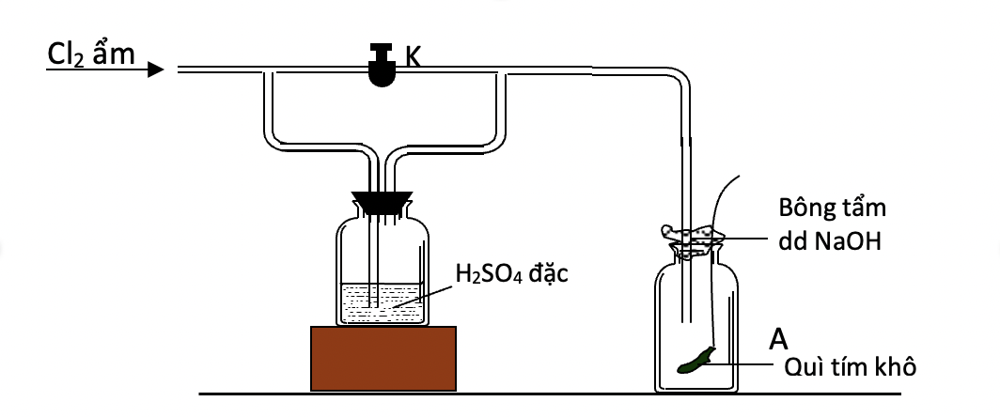 Cl₂ ẩm
K
H₂SO₄ đặc
Bông tẩm
dd NaOH
A
Quì tím khô